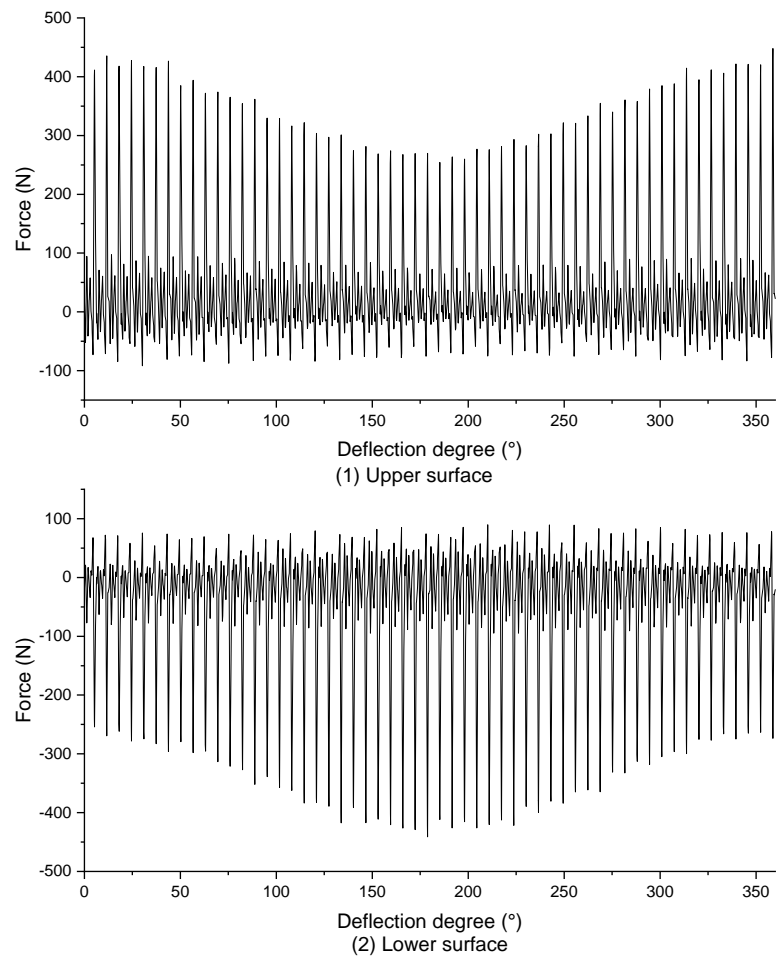 500
400
300
200
100
0
-100
Force (N)
0 50 100 150 200 250 300 350
Deflection degree (°)
(1) Upper surface
100
0
-100
-200
-300
-400
-500
Force (N)
0 50 100 150 200 250 300 350
Deflection degree (°)
(2) Lower surface